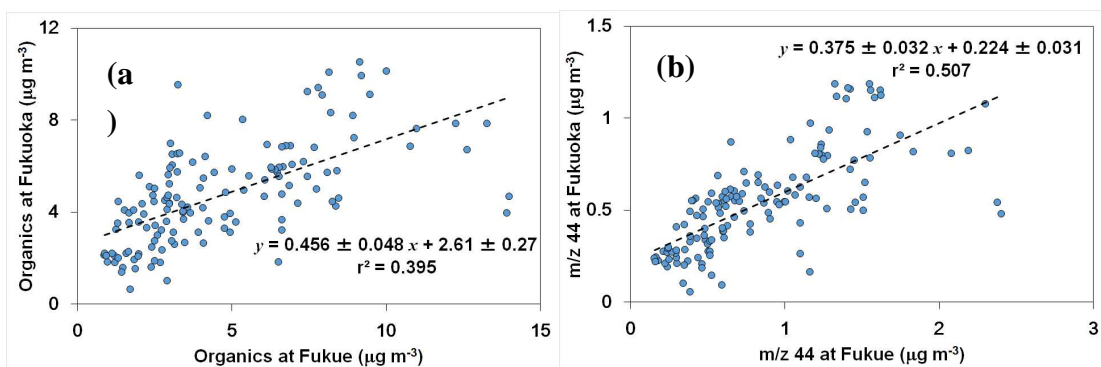 (a
)
Organics at Fukuoka (µg m-3)
12
8
4
0
y = 0.456 ± 0.048 x + 2.61 ± 0.27
r² = 0.395
0
5
10
15
Organics at Fukue (µg m-3)
(b)
m/z 44 at Fukuoka (µg m-3)
1.5
1
0.5
0
y = 0.375 ± 0.032 x + 0.224 ± 0.031
r² = 0.507
0
1
2
3
m/z 44 at Fukue (µg m-3)